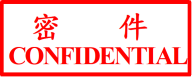 密 件
CONFIDENTIAL